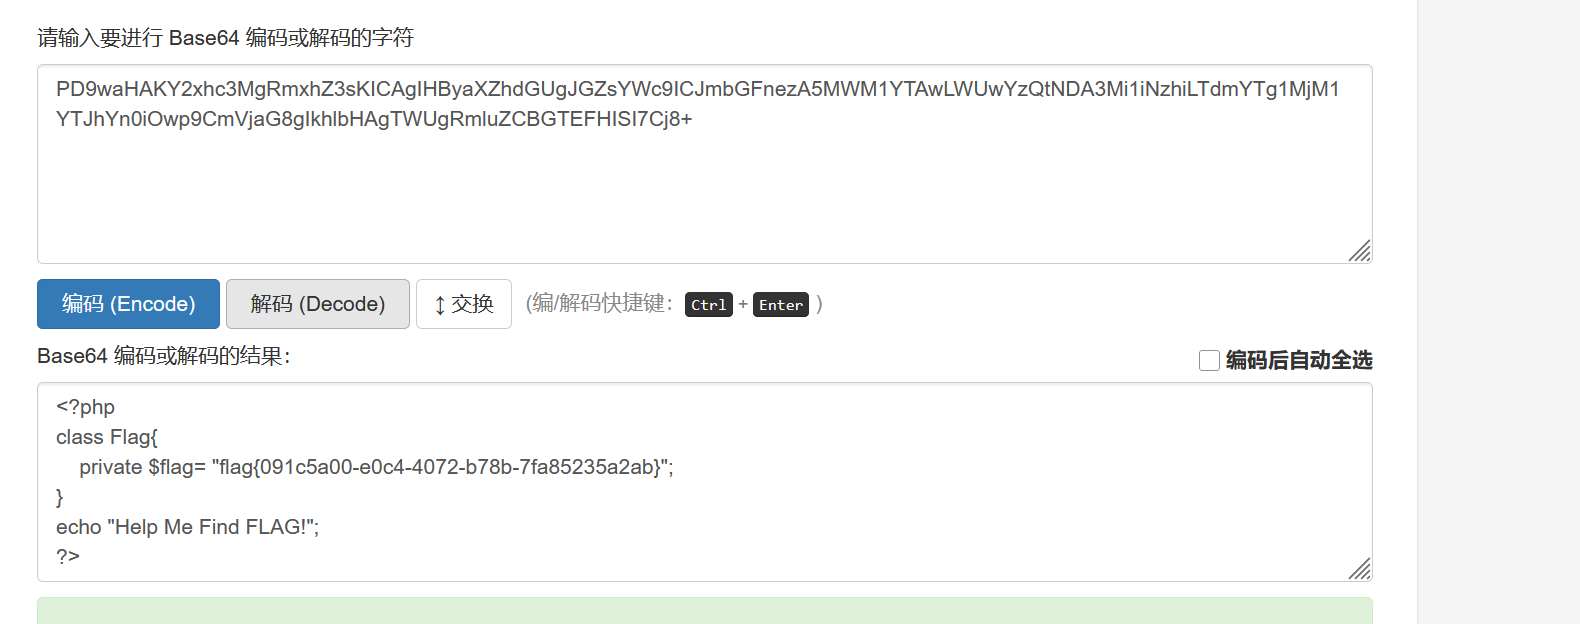 请输入要进行 Base64 编码或解码的字符
PD9waHAKY2xhc3MgRmxhZ3sKICAgIHByaXZhdGUgJGZsYWc9ICJmbGFnezA5MWM1YTAwLWUwYzQtNDA3Mi1iNzhiLTdmYTg1MjM1
YTJhYn0iOwp9CmVjaG8gIkhlbHAgTWUgRmluZCBGTEFHISI7Cj8+
编码 (Encode) 解码 (Decode) ↕ 交换 (编/解码快捷键： Ctrl + Enter )
Base64 编码或解码的结果： 编码后自动全选
<?php
class Flag{
    private $flag= "flag{091c5a00-e0c4-4072-b78b-7fa85235a2ab}";
}
echo "Help Me Find FLAG!";
?>